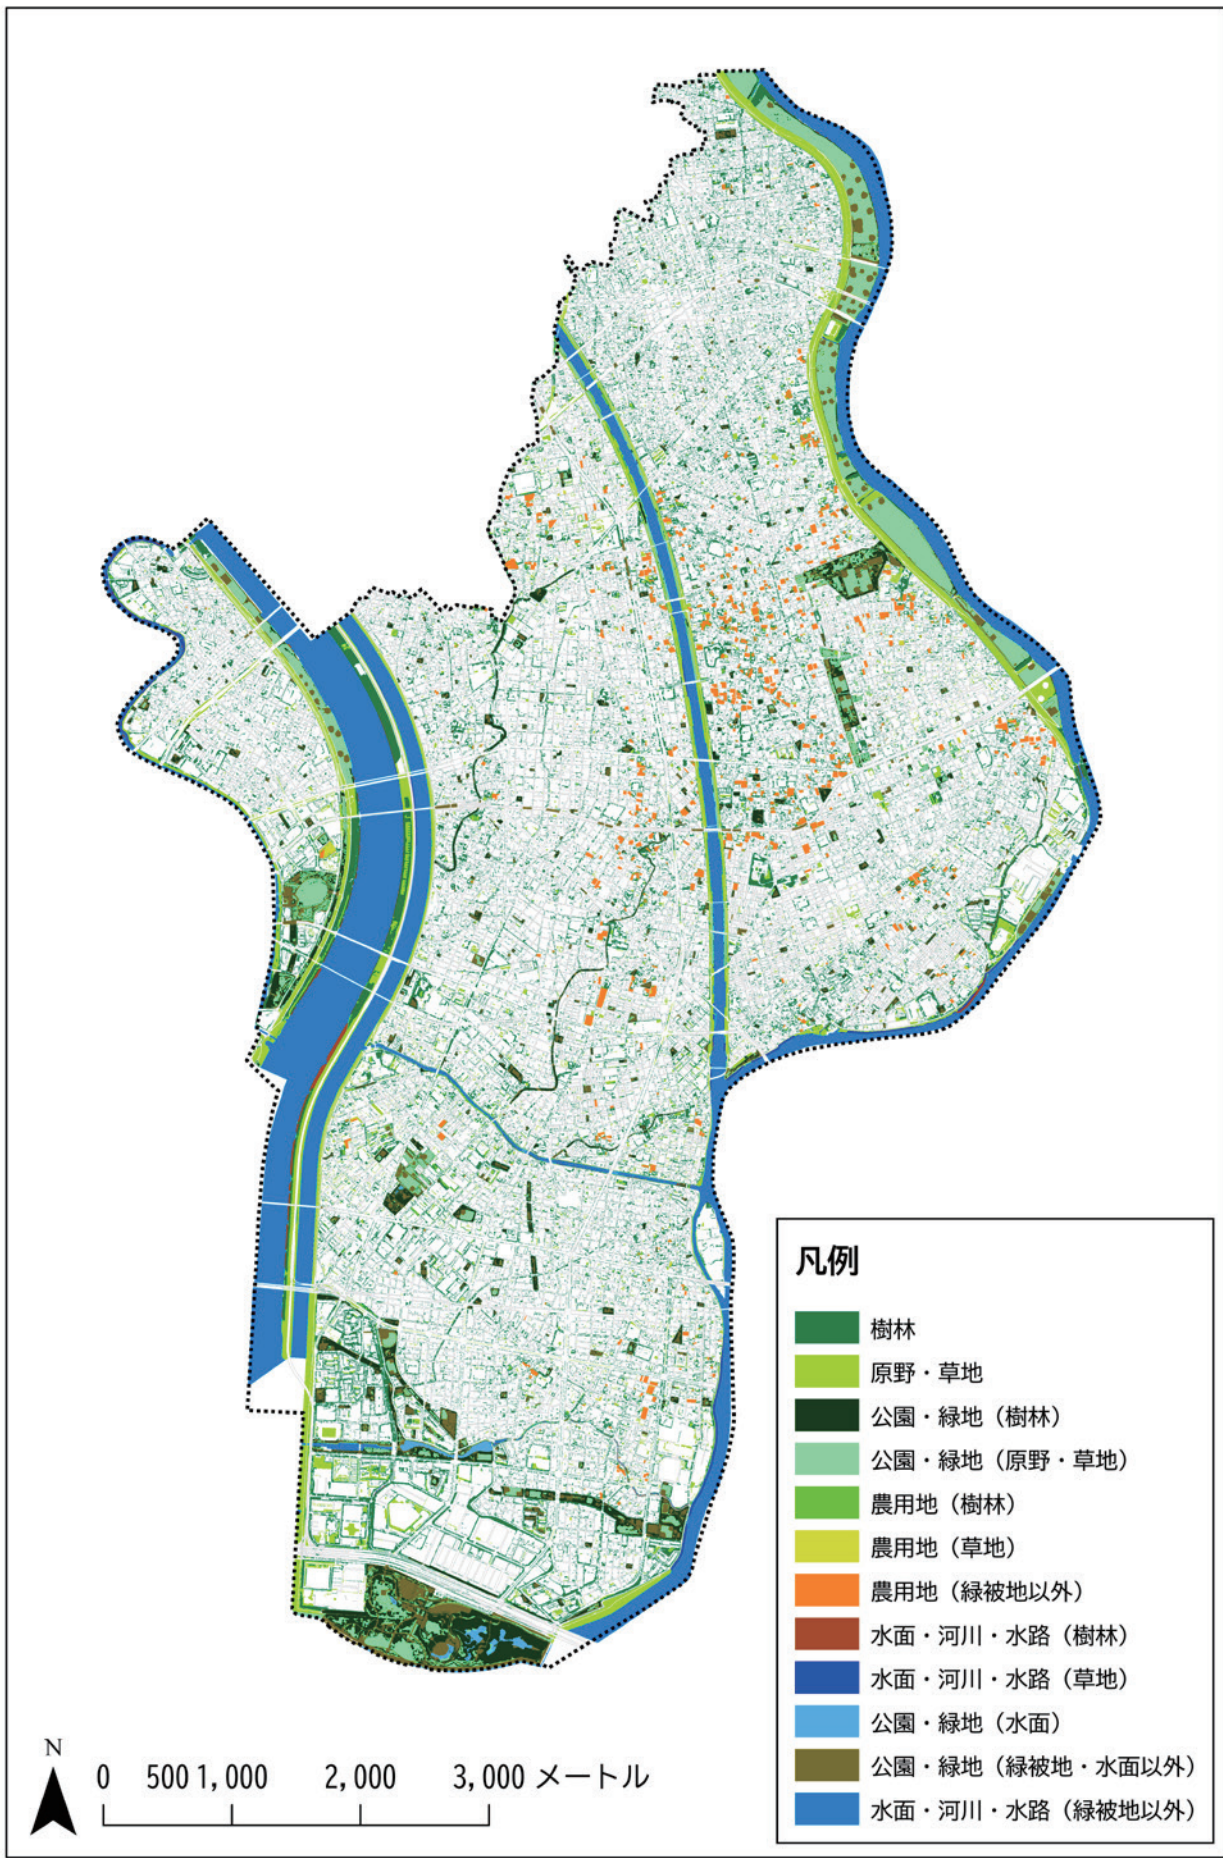 凡例
樹林
原野・草地
公園・緑地（樹林）
公園・緑地（原野・草地）
農用地（樹林）
農用地（草地）
農用地（緑被地以外）
水面・河川・水路（樹林）
水面・河川・水路（草地）
公園・緑地（水面）
公園・緑地（緑被地・水面以外）
水面・河川・水路（緑被地以外）
N
0 500 1,000 2,000 3,000 メートル